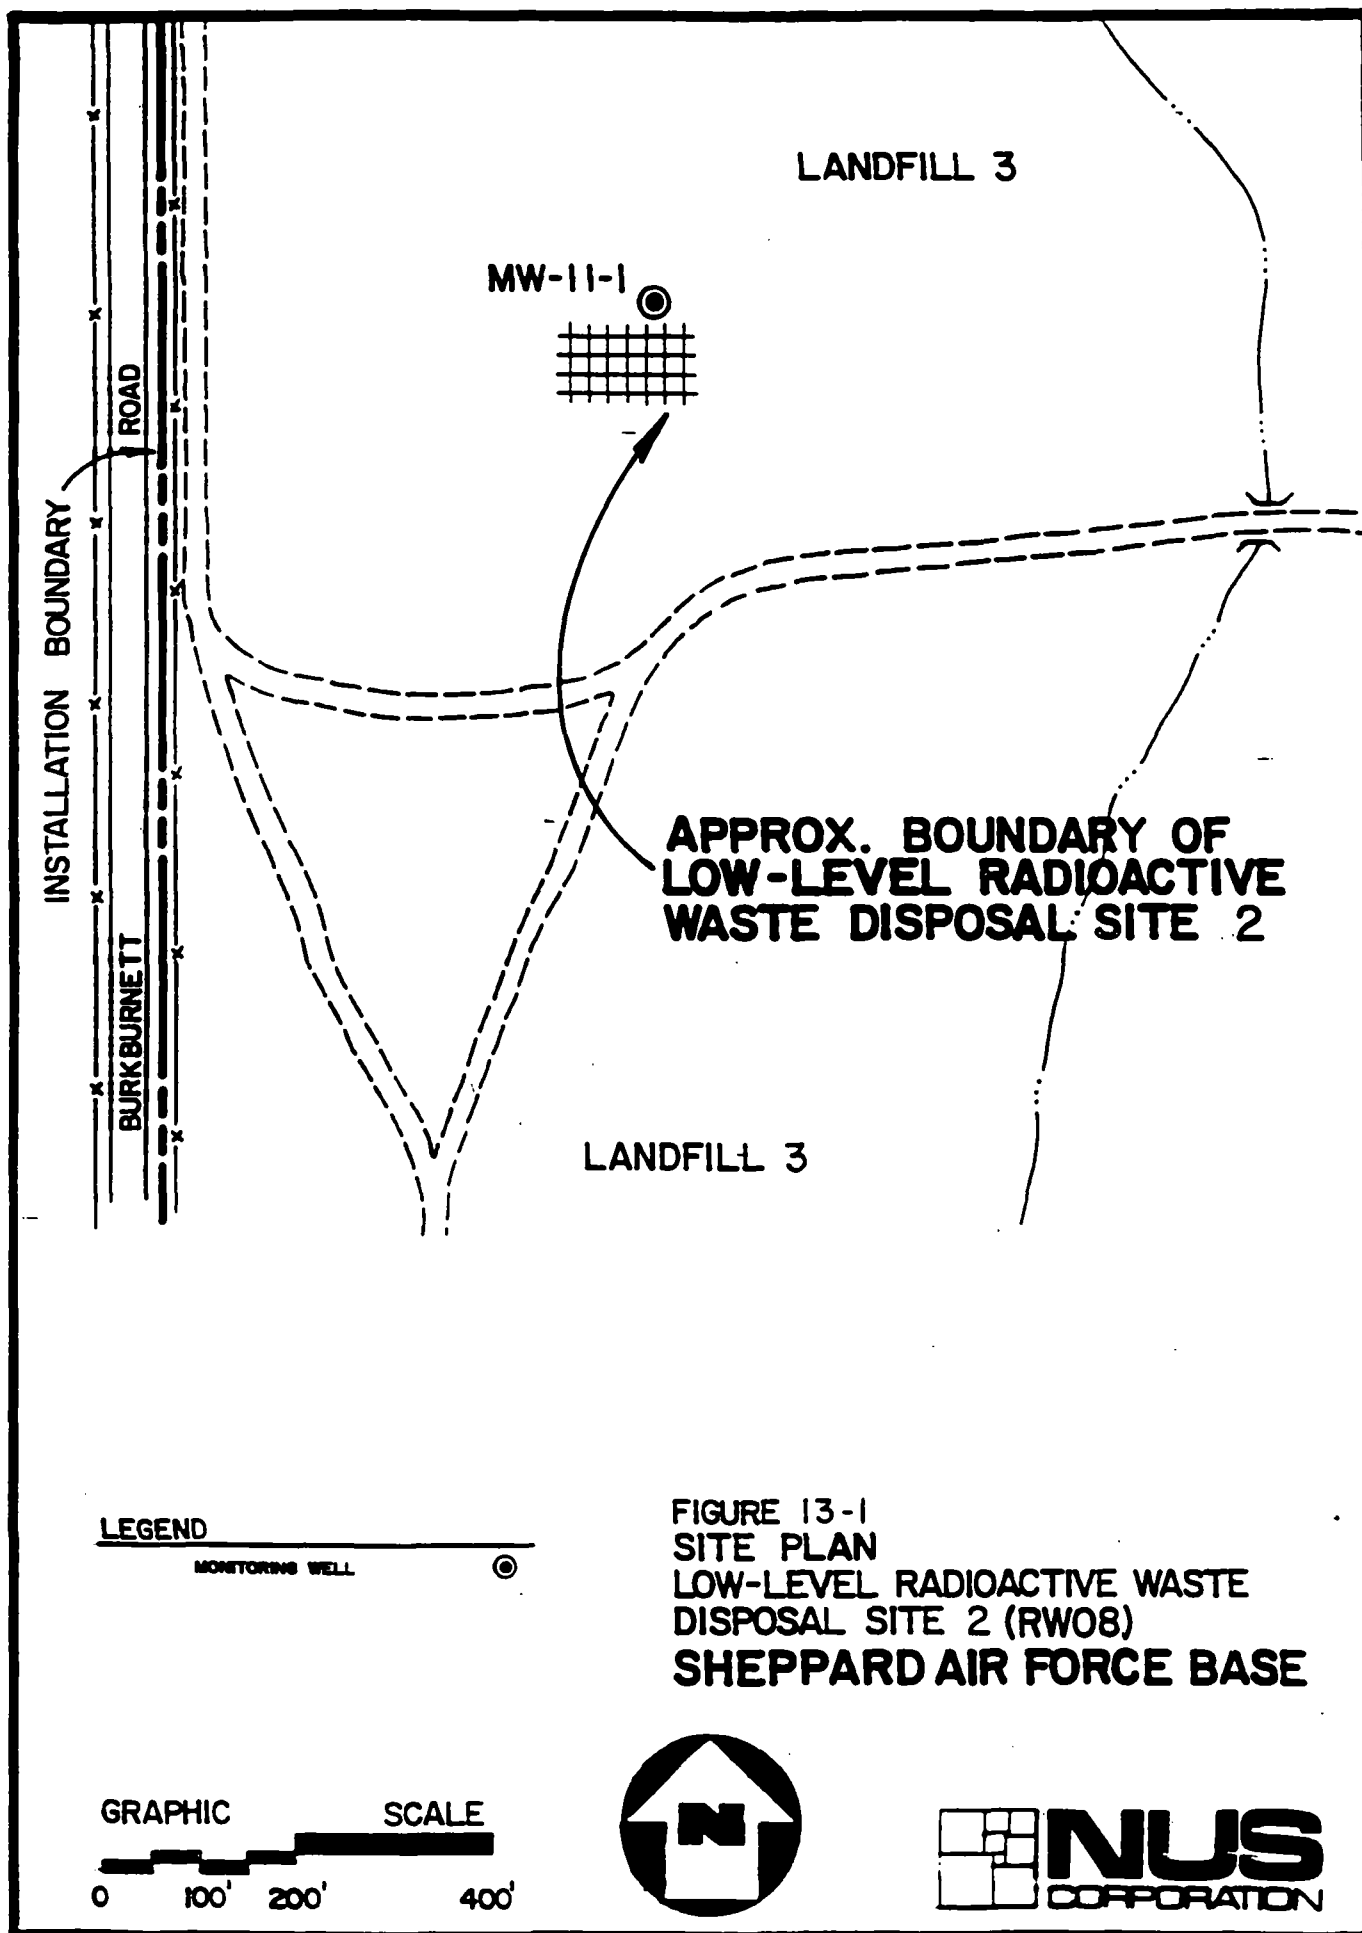 LANDFILL 3
MW-11-1
ROAD
INSTALLATION BOUNDARY
APPROX. BOUNDARY OF
LOW-LEVEL RADIOACTIVE
WASTE DISPOSAL SITE 2
BURKBURNETT
LANDFILL 3
LEGEND
MONITORING WELL
FIGURE 13-1
SITE PLAN
LOW-LEVEL RADIOACTIVE WASTE
DISPOSAL SITE 2 (RW08)
SHEPPARD AIR FORCE BASE
GRAPHIC SCALE
0 100' 200' 400'
N
NUS
CORPORATION